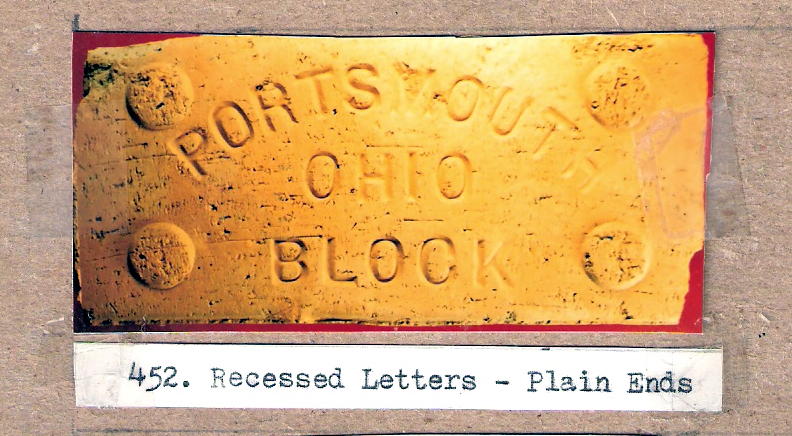 PORTSMOUTH
OHIO
BLOCK
452. Recessed Letters - Plain Ends